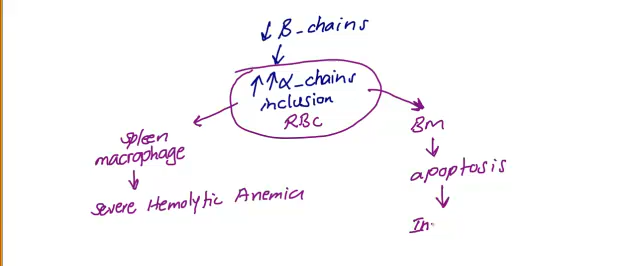 ↓ β-chains
↑↑α-chains
inclusion
RBC
spleen
macrophage
severe Hemolytic Anemia
BM
apoptosis
In